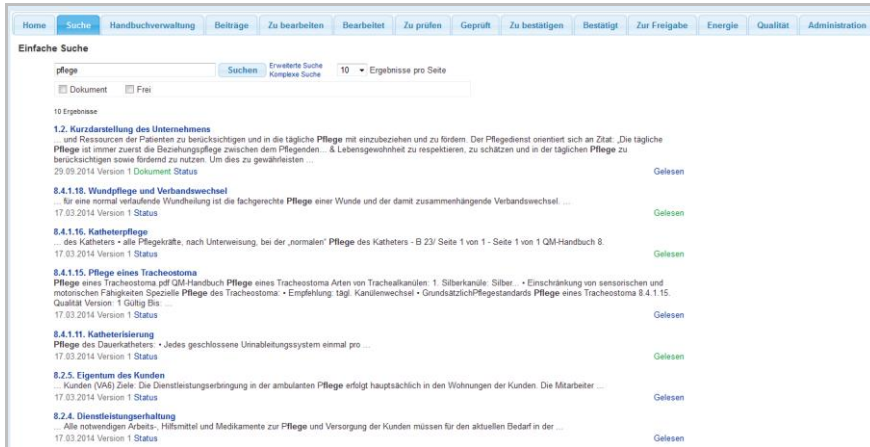 Home Suche Handbuchverwaltung Beiträge Zu bearbeiten Bearbeitet Zu prüfen Geprüft Zu bestätigen Bestätigt Zur Freigabe Energie Qualität Administration
Einfache Suche
pflege Suchen Erweiterte Suche 10 Ergebnisse pro Seite
Komplexe Suche
Dokument Frei
10 Ergebnisse
1.2. Kurzdarstellung des Unternehmens
... und Ressourcen der Patienten zu berücksichtigen und in die tägliche Pflege mit einzubeziehen und zu fördern. Der Pflegedienst orientiert sich an Zitat: „Die tägliche
Pflege ist immer zuerst die Beziehungspflege zwischen dem Pflegenden... & Lebensgewohnheit zu respektieren, zu schätzen und in der täglichen Pflege zu
berücksichtigen sowie fördernd zu nutzen. Um dies zu gewährleisten ...
29.09.2014 Version 1 Dokument Status Gelesen
8.4.1.18. Wundpflege und Verbandswechsel
... für eine normal verlaufende Wundheilung ist die fachgerechte Pflege einer Wunde und der damit zusammenhängende Verbandswechsel. ...
17.03.2014 Version 1 Status Gelesen
8.4.1.16. Katheterpflege
... des Katheters • alle Pflegekräfte, nach Unterweisung, bei der „normalen" Pflege des Katheters - B 23/ Seite 1 von 1 - Seite 1 von 1 QM-Handbuch 8.
17.03.2014 Version 1 Status Gelesen
8.4.1.15. Pflege eines Tracheostoma
Pflege eines Tracheostoma.pdf QM-Handbuch Pflege eines Tracheostoma Arten von Trachealkanülen: 1. Silberkanüle: Silber... • Einschränkung von sensorischen und
motorischen Fähigkeiten Spezielle Pflege des Tracheostoma: • Empfehlung: tägl. Kanülenwechsel • GrundsätzlichPflegestandards Pflege eines Tracheostoma 8.4.1.15.
Qualität Version: 1 Gültig Bis: ...
17.03.2014 Version 1 Status Gelesen
8.4.1.11. Katheterisierung
Pflege des Dauerkatheters: • Jedes geschlossene Urinableitungssystem einmal pro ...
17.03.2014 Version 1 Status Gelesen
8.2.5. Eigentum des Kunden
... Kunden (VA6) Ziele: Die Dienstleistungserbringung in der ambulanten Pflege erfolgt hauptsächlich in den Wohnungen der Kunden. Die Mitarbeiter ...
17.03.2014 Version 1 Status Gelesen
8.2.4. Dienstleistungserhaltung
... Alle notwendigen Arbeits-, Hilfsmittel und Medikamente zur Pflege und Versorgung der Kunden müssen für den aktuellen Bedarf in der ...
17.03.2014 Version 1 Status Gelesen